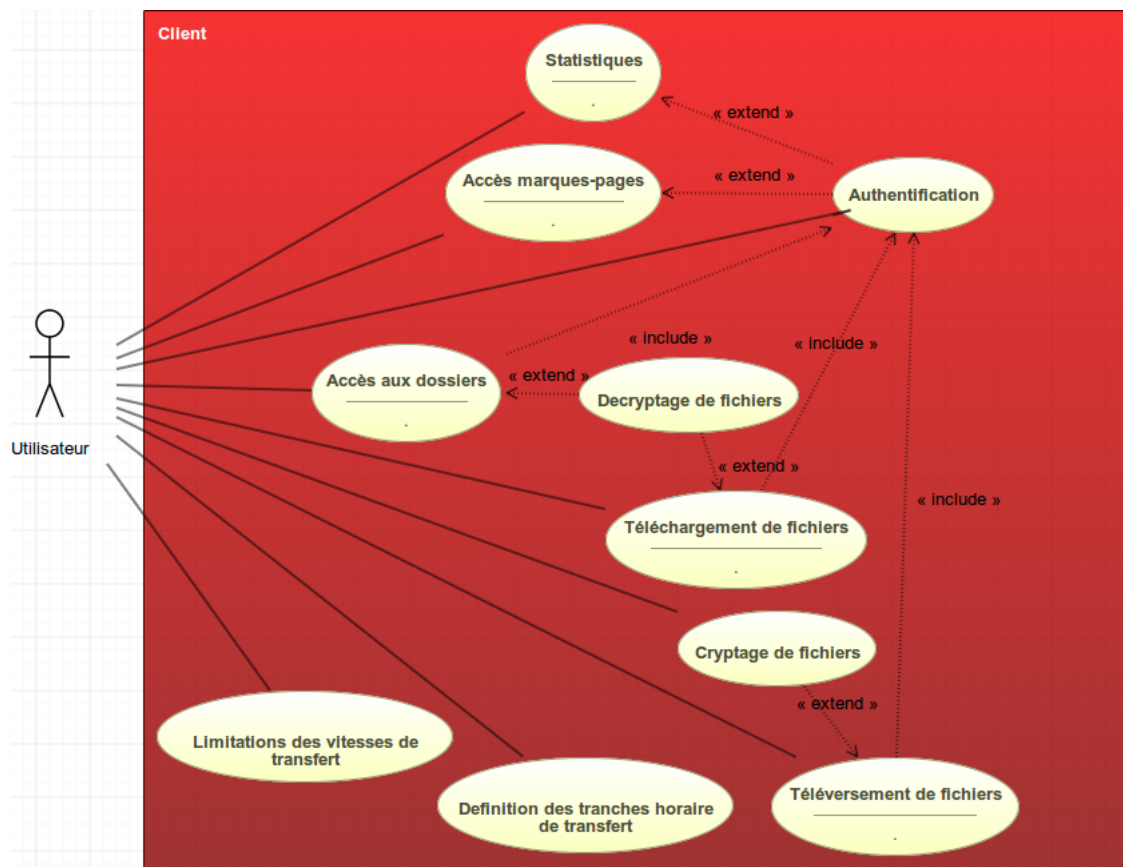 Client
Statistiques
.
« extend »
Accès marques-pages
.
« extend »
Authentification
« include »
« include »
Accès aux dossiers
.
« extend »
Decryptage de fichiers
Utilisateur
« extend »
Téléchargement de fichiers
.
« include »
Cryptage de fichiers
« extend »
Limitations des vitesses de
transfert
Definition des tranches horaire
de transfert
Téléversement de fichiers
.